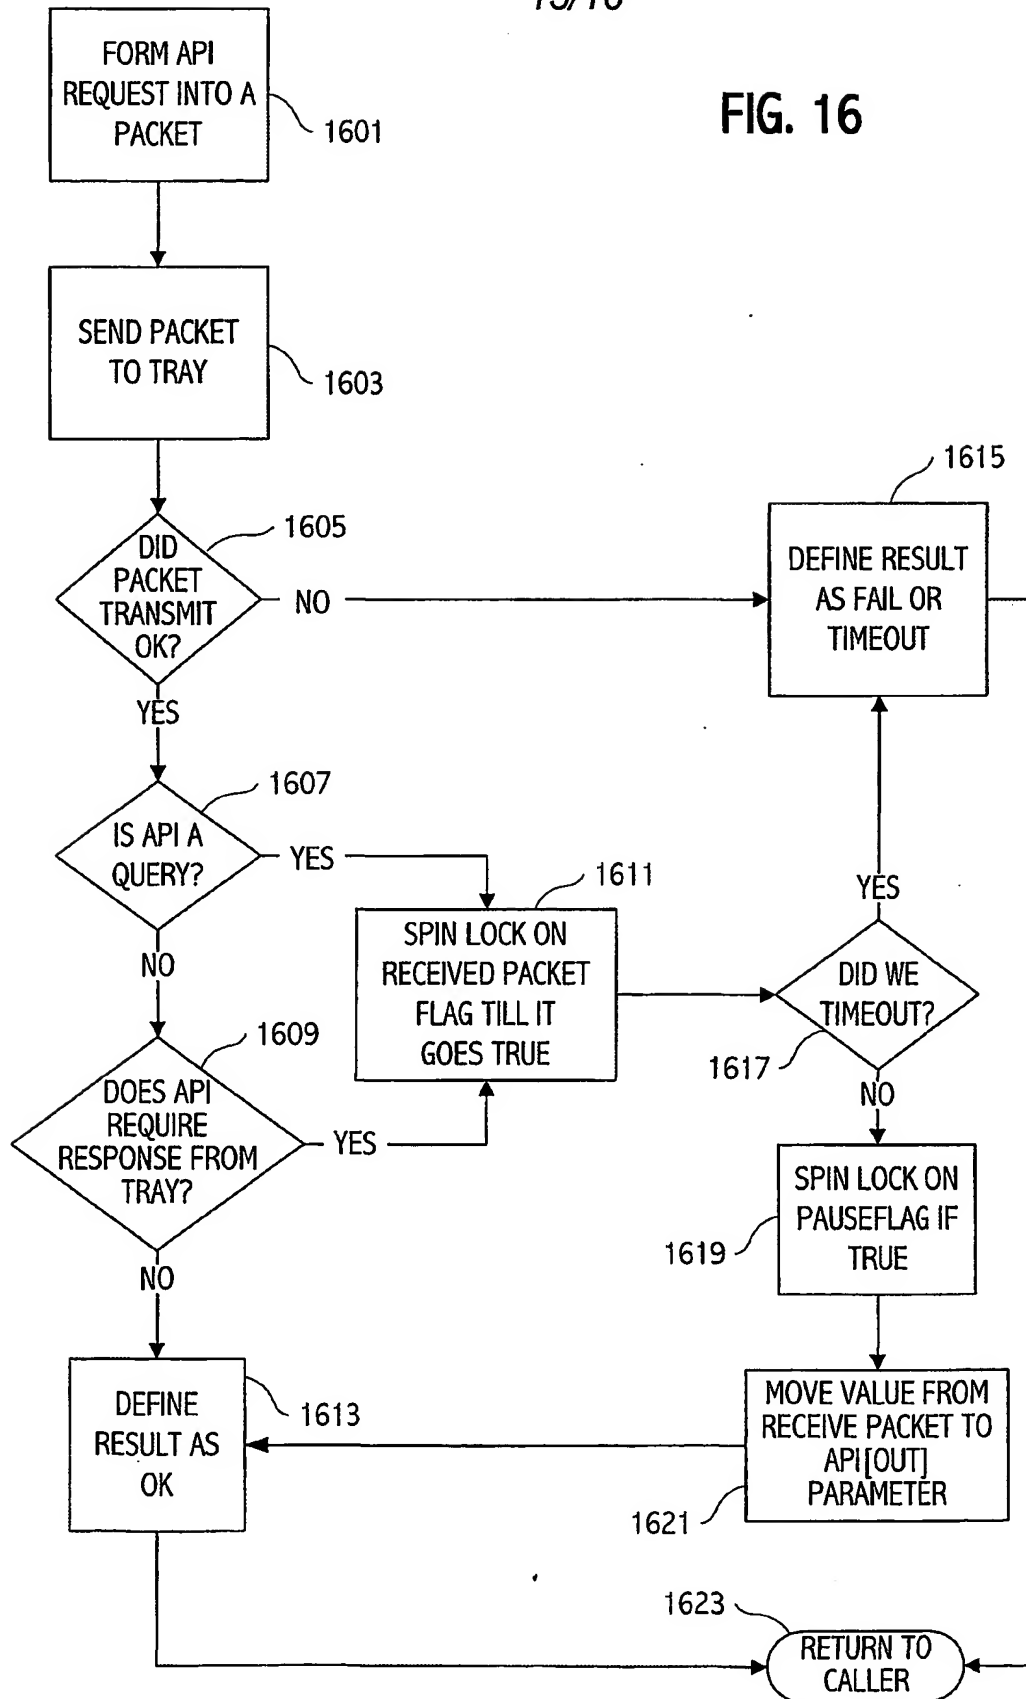 FORM API
REQUEST INTO A
PACKET
1601
FIG. 16
SEND PACKET
TO TRAY
1603
1605
DID
PACKET
TRANSMIT
OK?
NO
YES
1615
DEFINE RESULT
AS FAIL OR
TIMEOUT
1607
IS API A
QUERY?
YES
NO
1611
SPIN LOCK ON
RECEIVED PACKET
FLAG TILL IT
GOES TRUE
YES
DID WE
TIMEOUT?
1617
NO
1609
DOES API
REQUIRE
RESPONSE FROM
TRAY?
YES
NO
SPIN LOCK ON
PAUSEFLAG IF
TRUE
1619
DEFINE
RESULT AS
OK
1613
MOVE VALUE FROM
RECEIVE PACKET TO
API[OUT]
PARAMETER
1621
1623
RETURN TO
CALLER